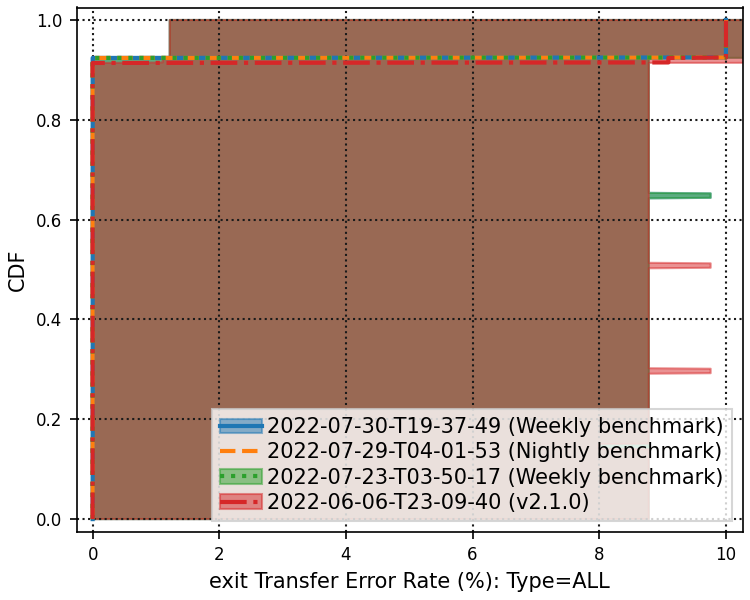 1.0
0.8
0.6
0.4
0.2
0.0
CDF
2022-07-30-T19-37-49 (Weekly benchmark)
2022-07-29-T04-01-53 (Nightly benchmark)
2022-07-23-T03-50-17 (Weekly benchmark)
2022-06-06-T23-09-40 (v2.1.0)
0 2 4 6 8 10
exit Transfer Error Rate (%): Type=ALL